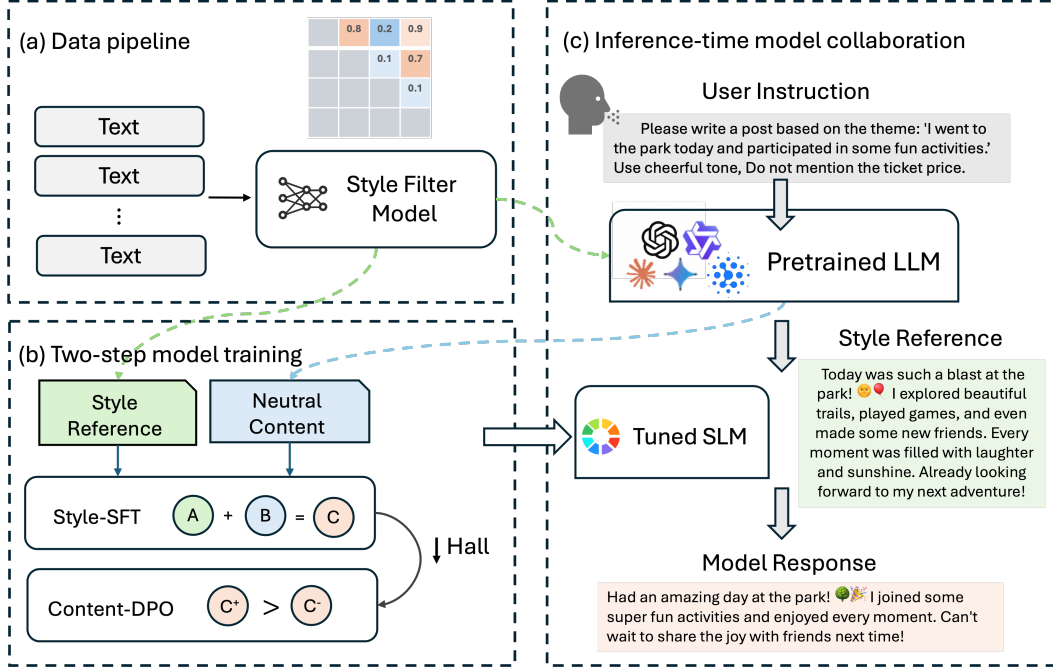 (a) Data pipeline
0.8 0.2 0.9
0.1 0.7
0.1
Text
Text
⋮
Text
Style Filter
Model
(b) Two-step model training
Style
Reference
Neutral
Content
Style-SFT A + B = C
↓ Hall
Content-DPO C+ > C-
(c) Inference-time model collaboration
User Instruction
Please write a post based on the theme: 'I went to
the park today and participated in some fun activities.’
Use cheerful tone, Do not mention the ticket price.
Pretrained LLM
Style Reference
Today was such a blast at the
park! 🌞🎈 I explored beautiful
trails, played games, and even
made some new friends. Every
moment was filled with laughter
and sunshine. Already looking
forward to my next adventure!
Tuned SLM
Model Response
Had an amazing day at the park! 🌳🎉 I joined some
super fun activities and enjoyed every moment. Can't
wait to share the joy with friends next time!